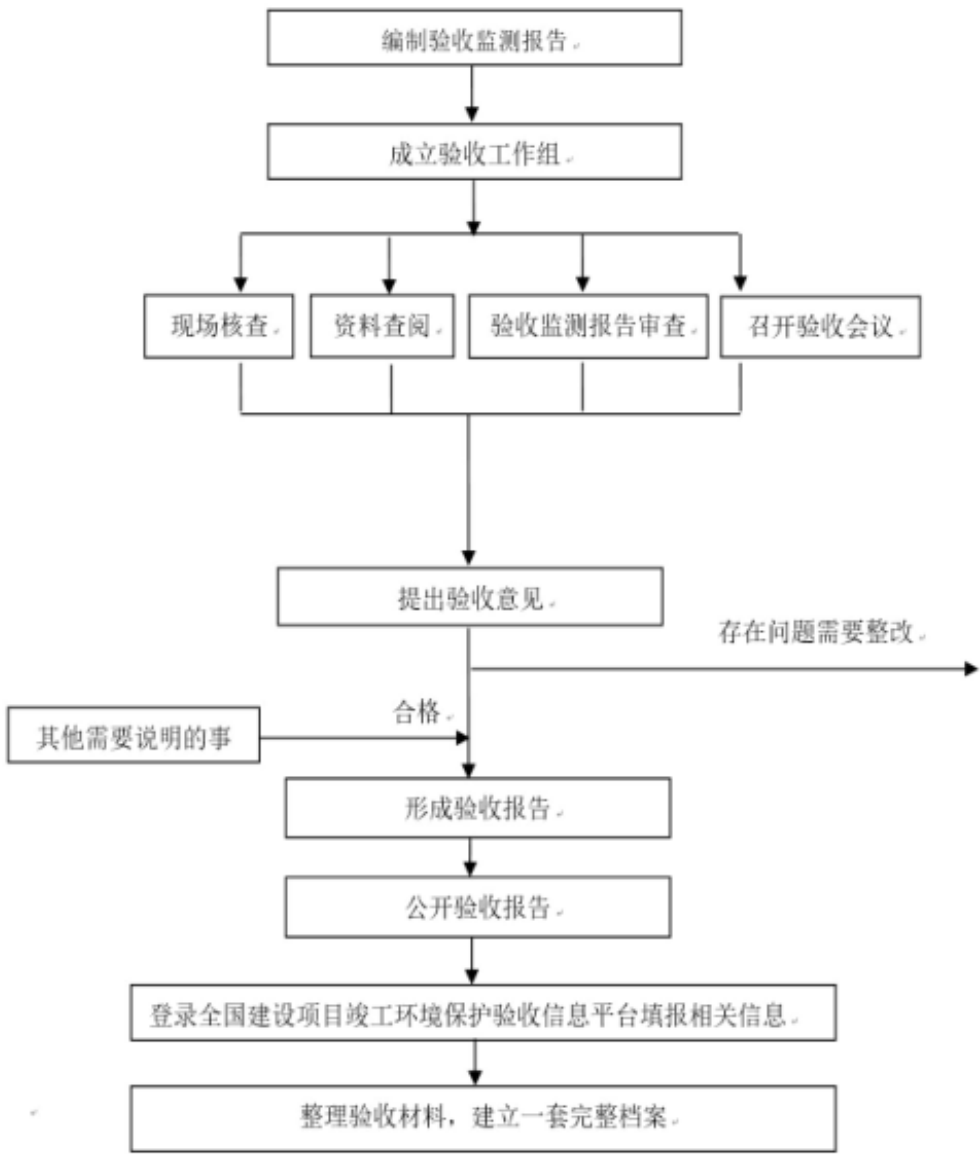 编制验收监测报告
成立验收工作组
现场核查
资料查阅
验收监测报告审查
召开验收会议
提出验收意见
存在问题需要整改
合格
其他需要说明的事
形成验收报告
公开验收报告
登录全国建设项目竣工环境保护验收信息平台填报相关信息
整理验收材料，建立一套完整档案